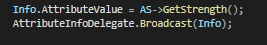 Info.AttributeValue = AS->GetStrength();
AttributeInfoDelegate.Broadcast(Info);